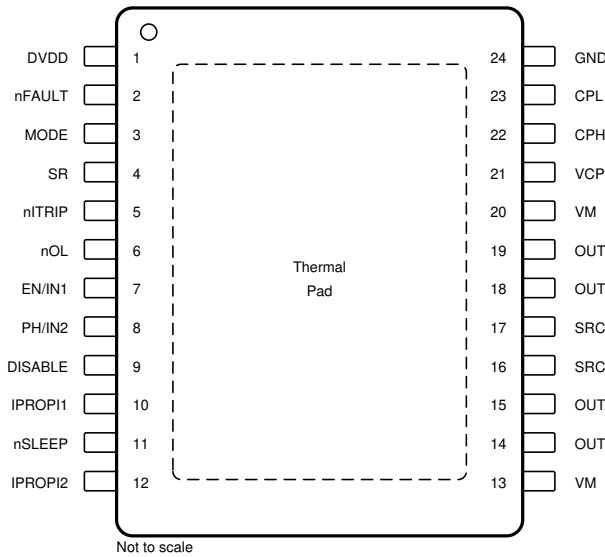 DVDD 1 24 GND
nFAULT 2 23 CPL
MODE 3 22 CPH
SR 4 21 VCP
nITRIP 5 20 VM
nOL 6 19 OUT
EN/IN1 7 18 OUT
Thermal
Pad
PH/IN2 8 17 SRC
DISABLE 9 16 SRC
IPROPI1 10 15 OUT
nSLEEP 11 14 OUT
IPROPI2 12 13 VM
Not to scale